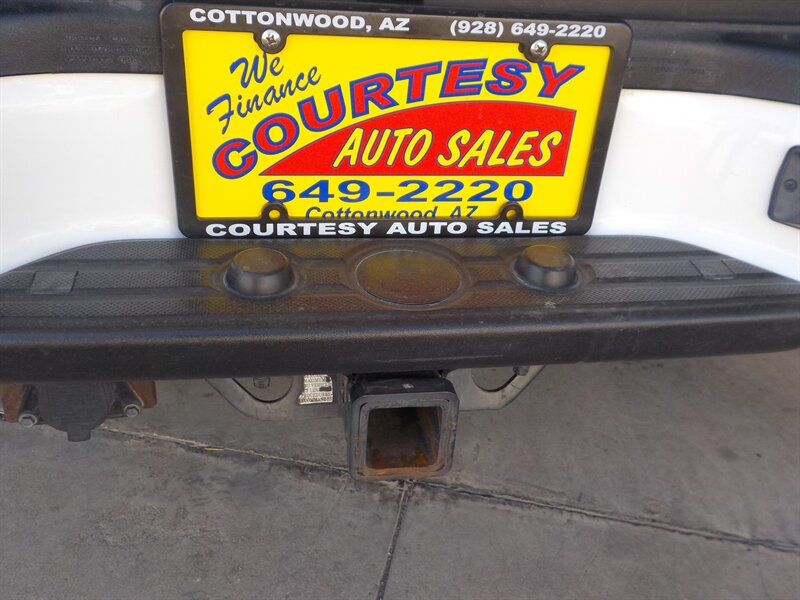 COTTONWOOD, AZ (928) 649-2220
We
Finance
COURTESY
AUTO SALES
649-2220
Cottonwood, AZ
COURTESY AUTO SALES